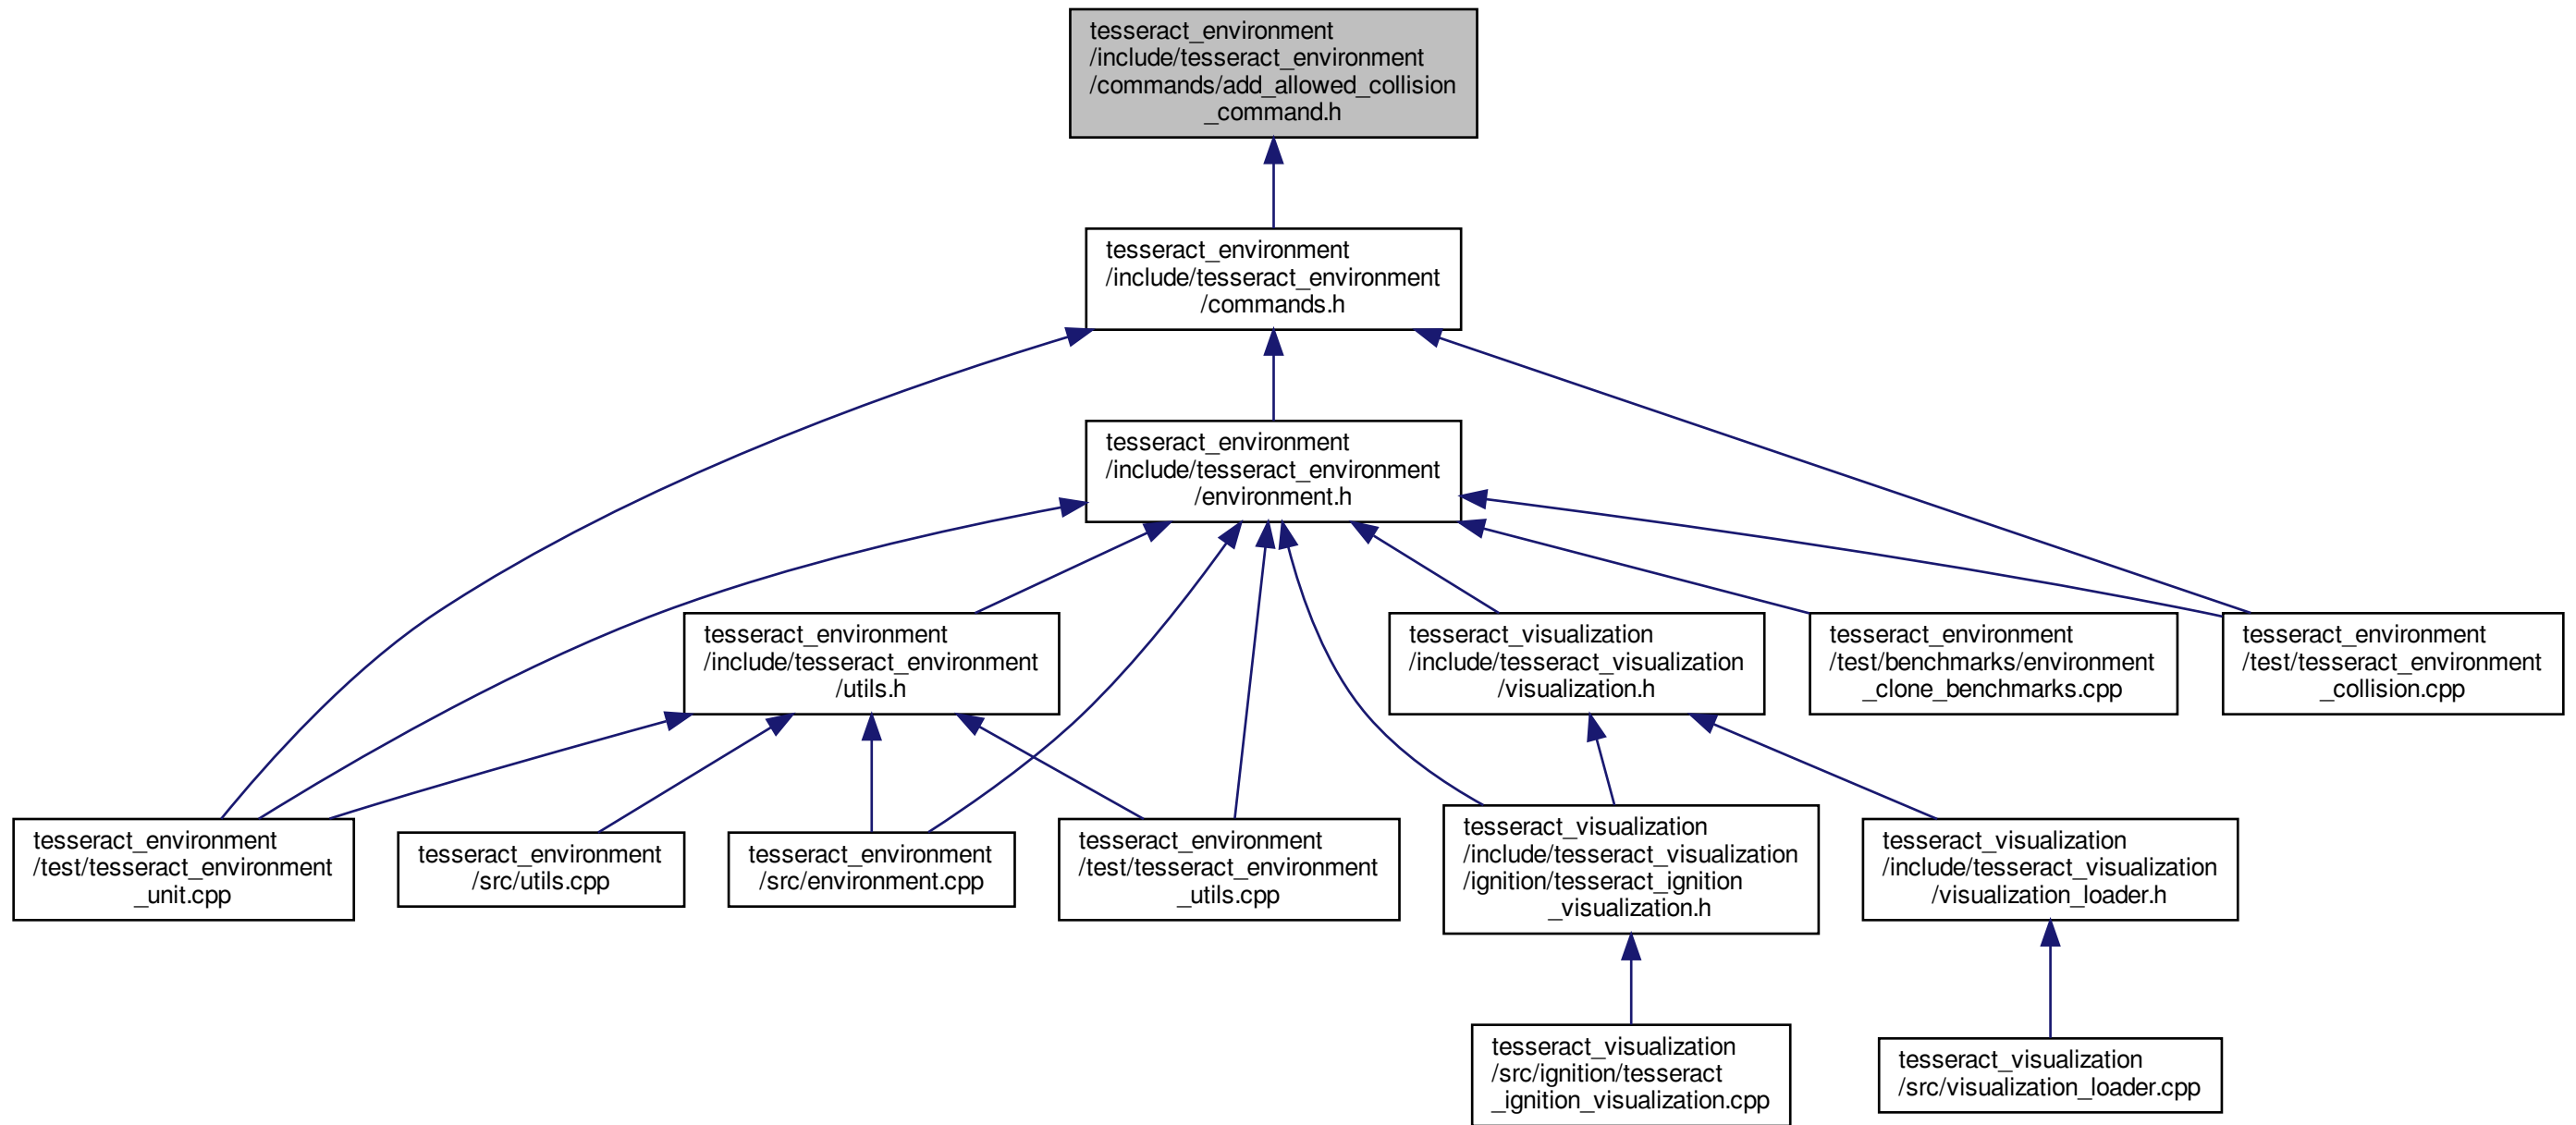 tesseract_environment
/include/tesseract_environment
/commands/add_allowed_collision
_command.h
tesseract_environment
/include/tesseract_environment
/commands.h
tesseract_environment
/include/tesseract_environment
/environment.h
tesseract_environment
/include/tesseract_environment
/utils.h
tesseract_visualization
/include/tesseract_visualization
/visualization.h
tesseract_environment
/test/benchmarks/environment
_clone_benchmarks.cpp
tesseract_environment
/test/tesseract_environment
_collision.cpp
tesseract_environment
/test/tesseract_environment
_unit.cpp
tesseract_environment
/src/utils.cpp
tesseract_environment
/src/environment.cpp
tesseract_environment
/test/tesseract_environment
_utils.cpp
tesseract_visualization
/include/tesseract_visualization
/ignition/tesseract_ignition
_visualization.h
tesseract_visualization
/include/tesseract_visualization
/visualization_loader.h
tesseract_visualization
/src/ignition/tesseract
_ignition_visualization.cpp
tesseract_visualization
/src/visualization_loader.cpp